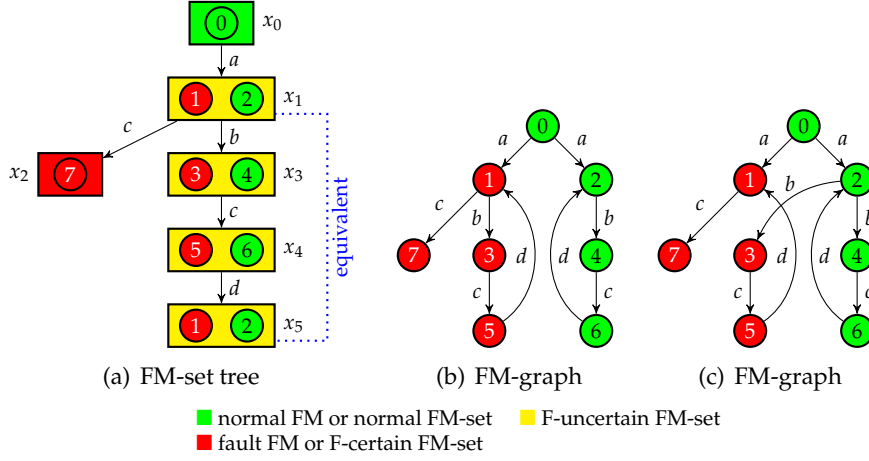 0 x₀
a
1 2 x₁
c b
7 x₂
3 4 x₃
c
5 6 x₄
d
1 2 x₅
equivalent
(a) FM-set tree
0
a a
1 2
c b b
7 3 d d 4
c c
5 6
(b) FM-graph
0
a a
1 b 2
c b
7 3 d d 4
c c
5 6
(c) FM-graph
normal FM or normal FM-set
F-uncertain FM-set
fault FM or F-certain FM-set